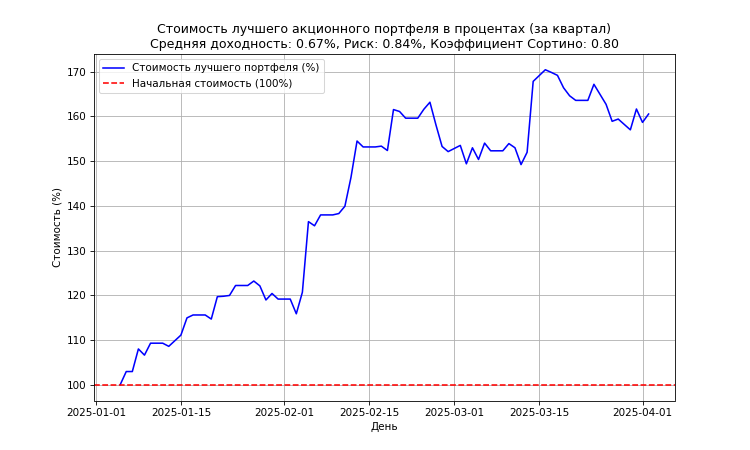 Стоимость лучшего акционного портфеля в процентах (за квартал)
Средняя доходность: 0.67%, Риск: 0.84%, Коэффициент Сортино: 0.80
Стоимость лучшего портфеля (%)
Начальная стоимость (100%)
Стоимость (%)
170
160
150
140
130
120
110
100
2025-01-01
2025-01-15
2025-02-01
2025-02-15
2025-03-01
2025-03-15
2025-04-01
День